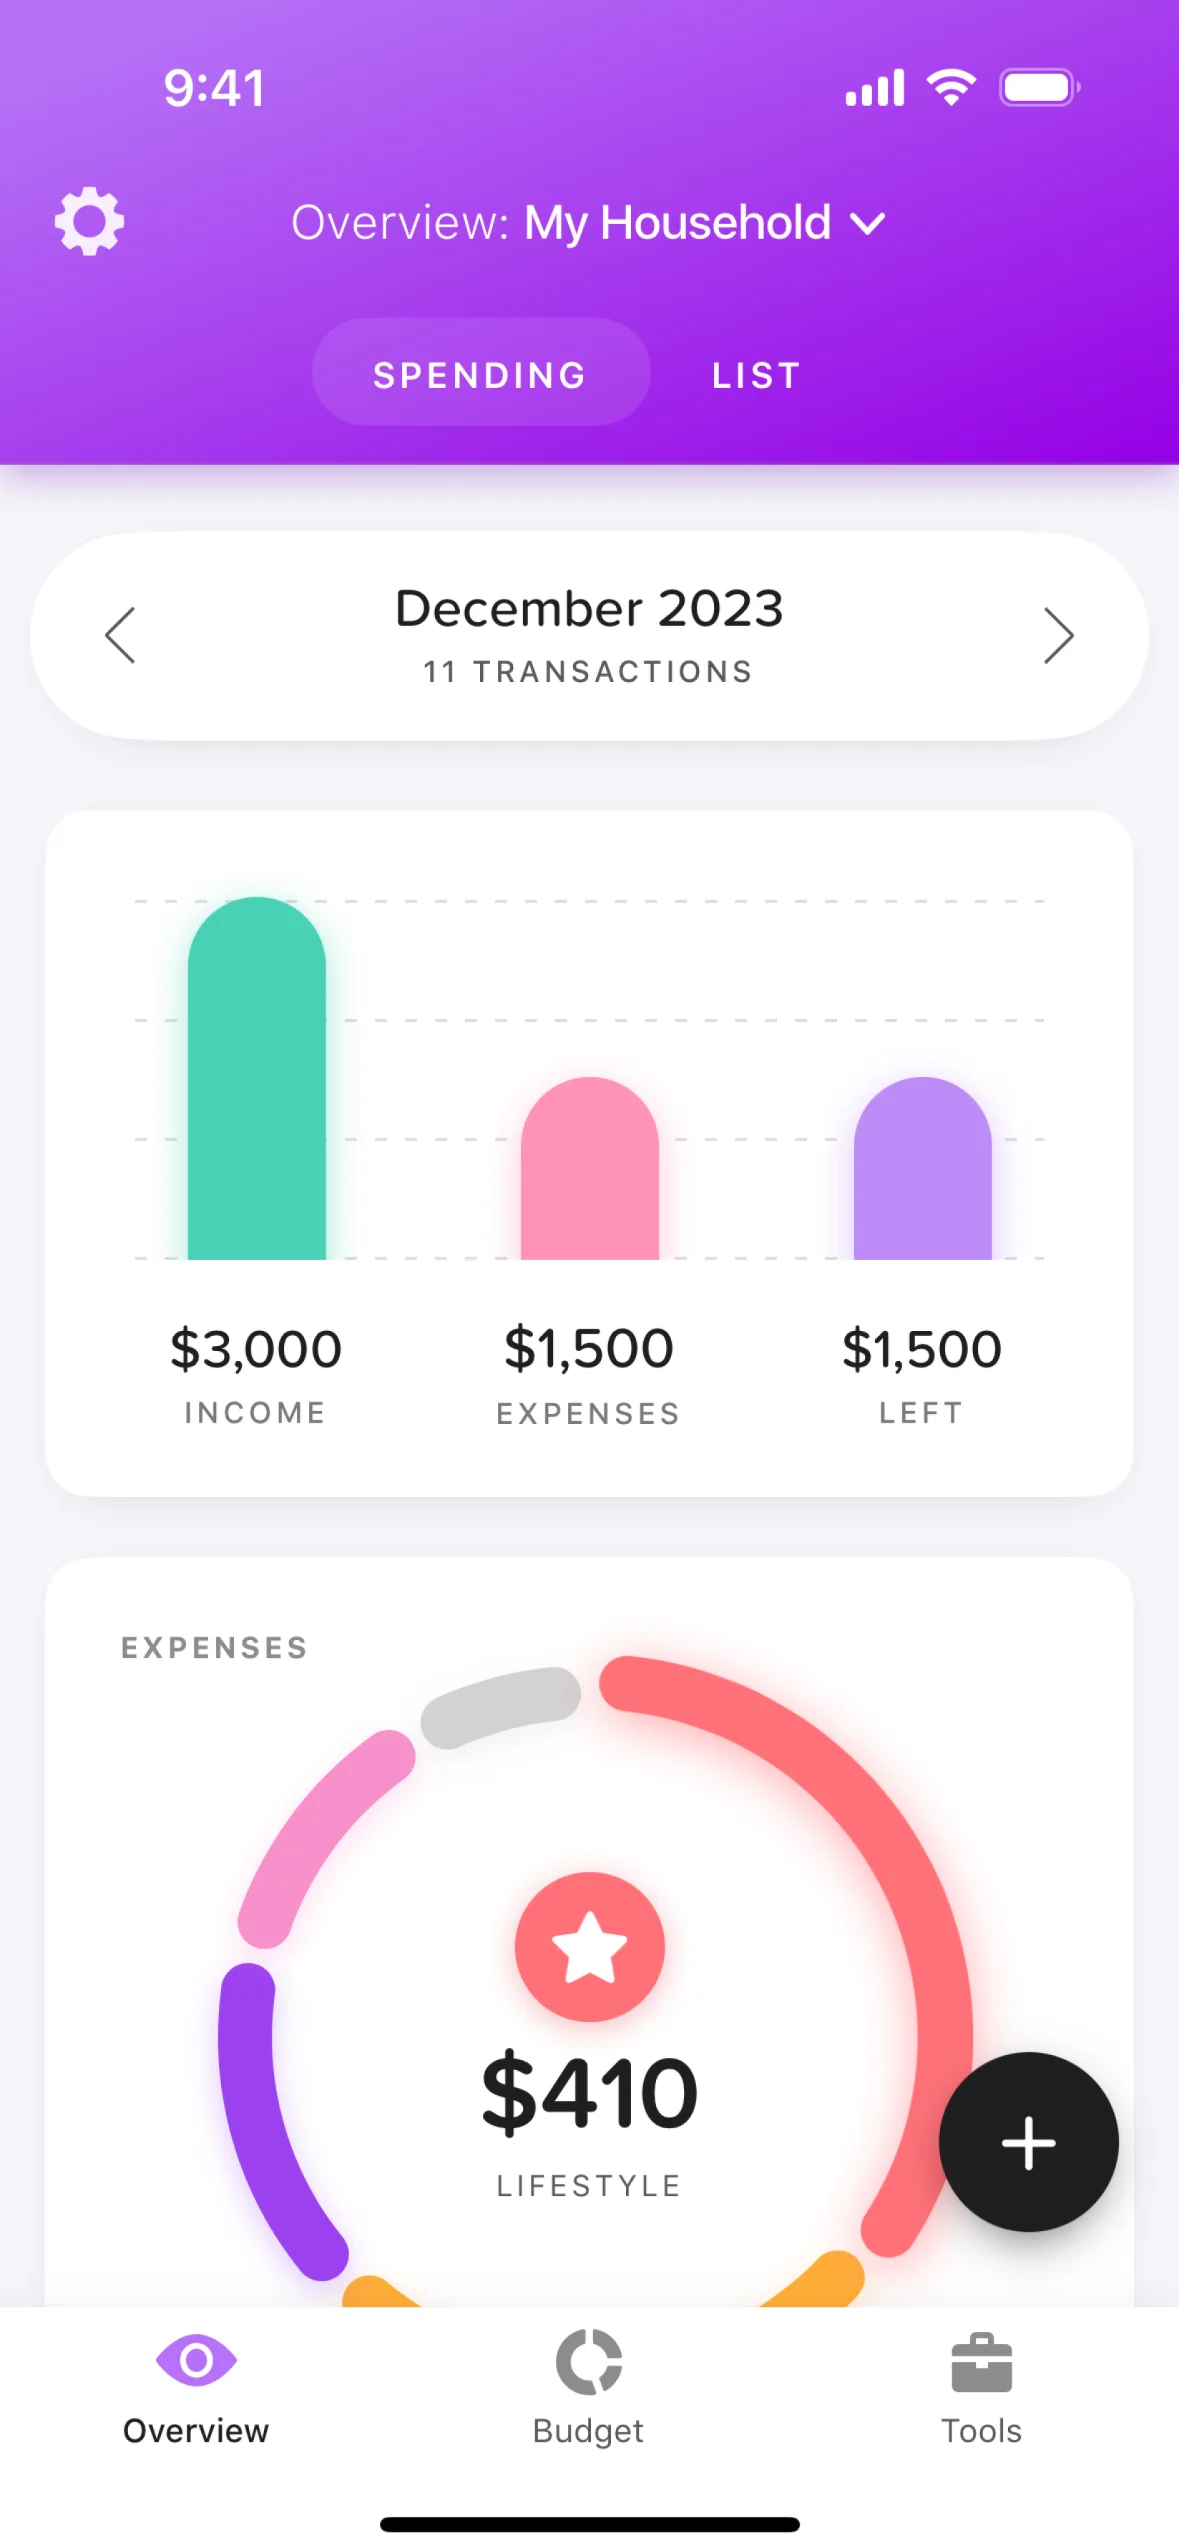 9:41
Overview: My Household
SPENDING LIST
December 2023
11 TRANSACTIONS
$3,000 $1,500 $1,500
INCOME EXPENSES LEFT
EXPENSES
$410
LIFESTYLE
Overview Budget Tools